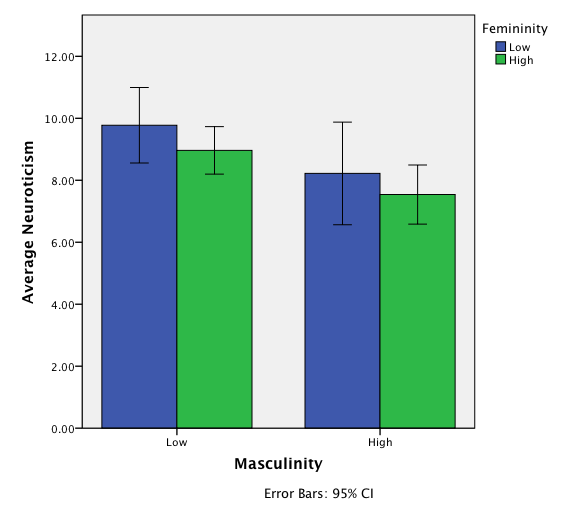 Femininity
Low
High
12.00
10.00
8.00
6.00
4.00
2.00
0.00
Average Neuroticism
Low
High
Masculinity
Error Bars: 95% CI